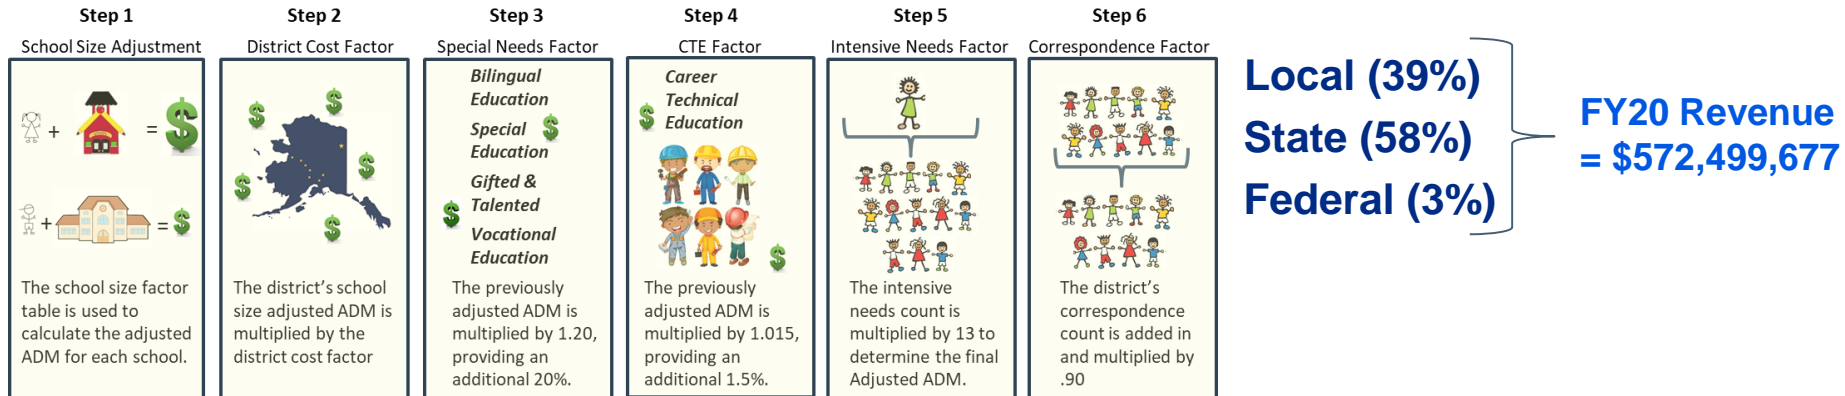 Step 1
School Size Adjustment
+
=
$
+
=
$
The school size factor
table is used to
calculate the adjusted
ADM for each school.
Step 2
District Cost Factor
$
$
$
$
$
The district's school
size adjusted ADM is
multiplied by the
district cost factor
Step 3
Special Needs Factor
Bilingual
Education
Special $
Education
Gifted &
$ Talented
Vocational
Education
The previously
adjusted ADM is
multiplied by 1.20,
providing an
additional 20%.
Step 4
CTE Factor
Career
$ Technical
Education
$
The previously
adjusted ADM is
multiplied by 1.015,
providing an
additional 1.5%.
Step 5
Intensive Needs Factor
The intensive
needs count is
multiplied by 13 to
determine the final
Adjusted ADM.
Step 6
Correspondence Factor
The district's
correspondence
count is added in
and multiplied by
.90
Local (39%)
State (58%)
Federal (3%)
FY20 Revenue
= $572,499,677